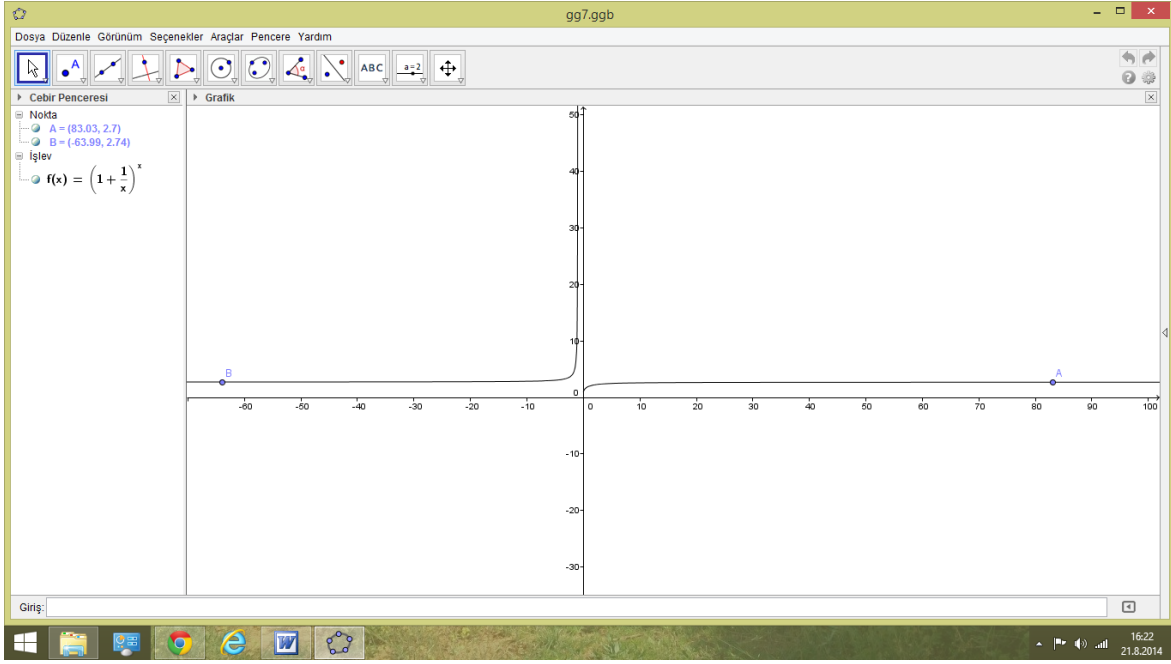 gg7.ggb
Dosya Düzenle Görünüm Seçenekler Araçlar Pencere Yardım
A ABC a=2
Cebir Penceresi
Nokta
A = (83.03, 2.7)
B = (-63.99, 2.74)
İşlev
f(x) = (1 + 1/x)^x
Grafik
50
40
30
20
10
0
-10
-20
-30
B
A
-60 -50 -40 -30 -20 -10 0 10 20 30 40 50 60 70 80 90 100
Giriş:
16:22
21.8.2014